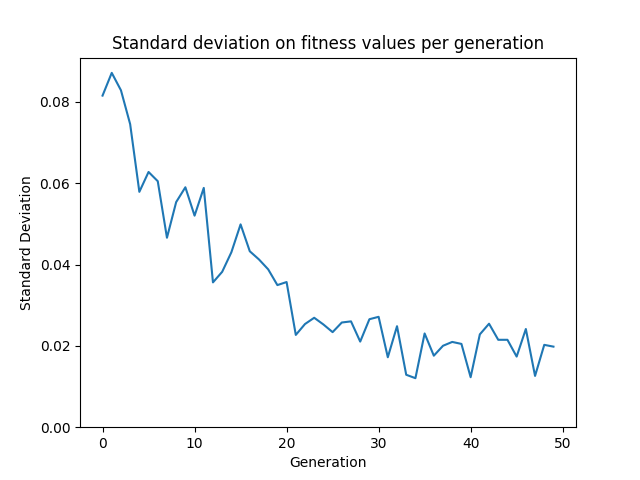 Standard deviation on fitness values per generation
Standard Deviation
0.08
0.06
0.04
0.02
0.00
0 10 20 30 40 50
Generation